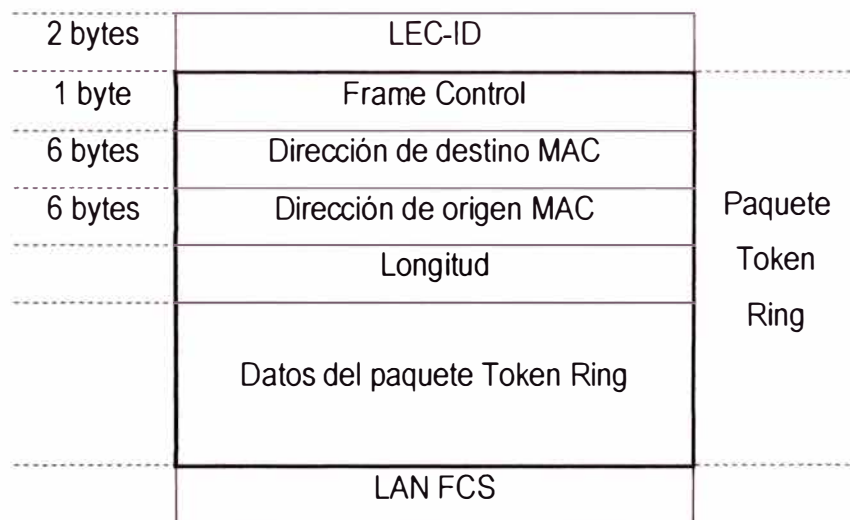 2 bytes LEC-ID
1 byte Frame Control
6 bytes Dirección de destino MAC
6 bytes Dirección de origen MAC
Longitud
Datos del paquete Token Ring
LAN FCS
Paquete
Token
Ring